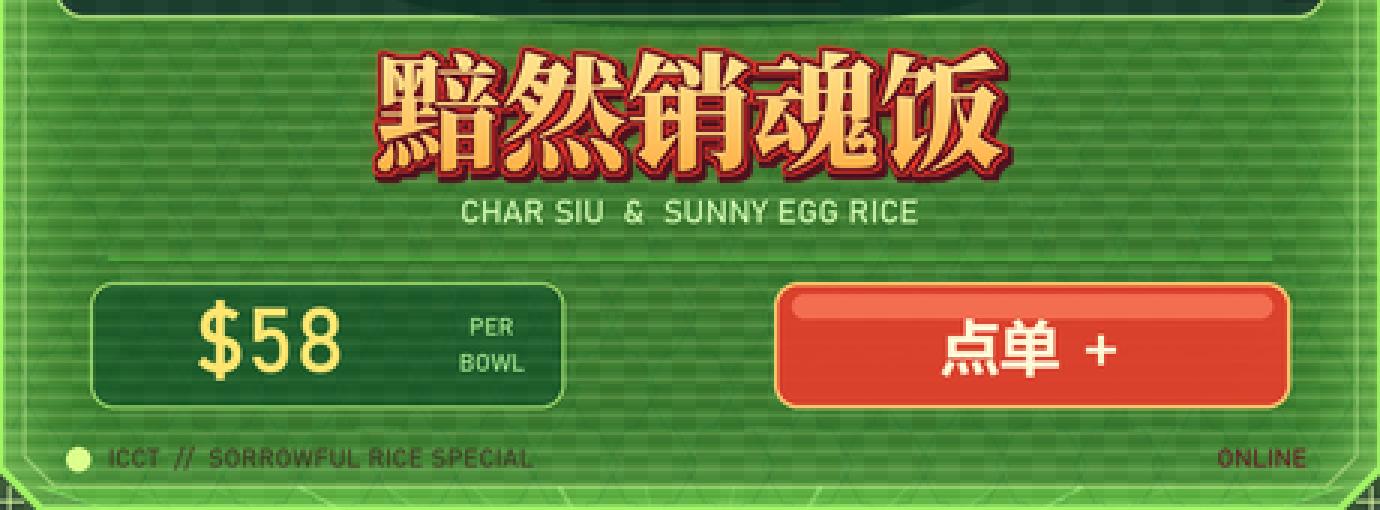 黯然销魂饭
CHAR SIU & SUNNY EGG RICE
$58
PER
BOWL
点单 +
ICCT // SORROWFUL RICE SPECIAL
ONLINE